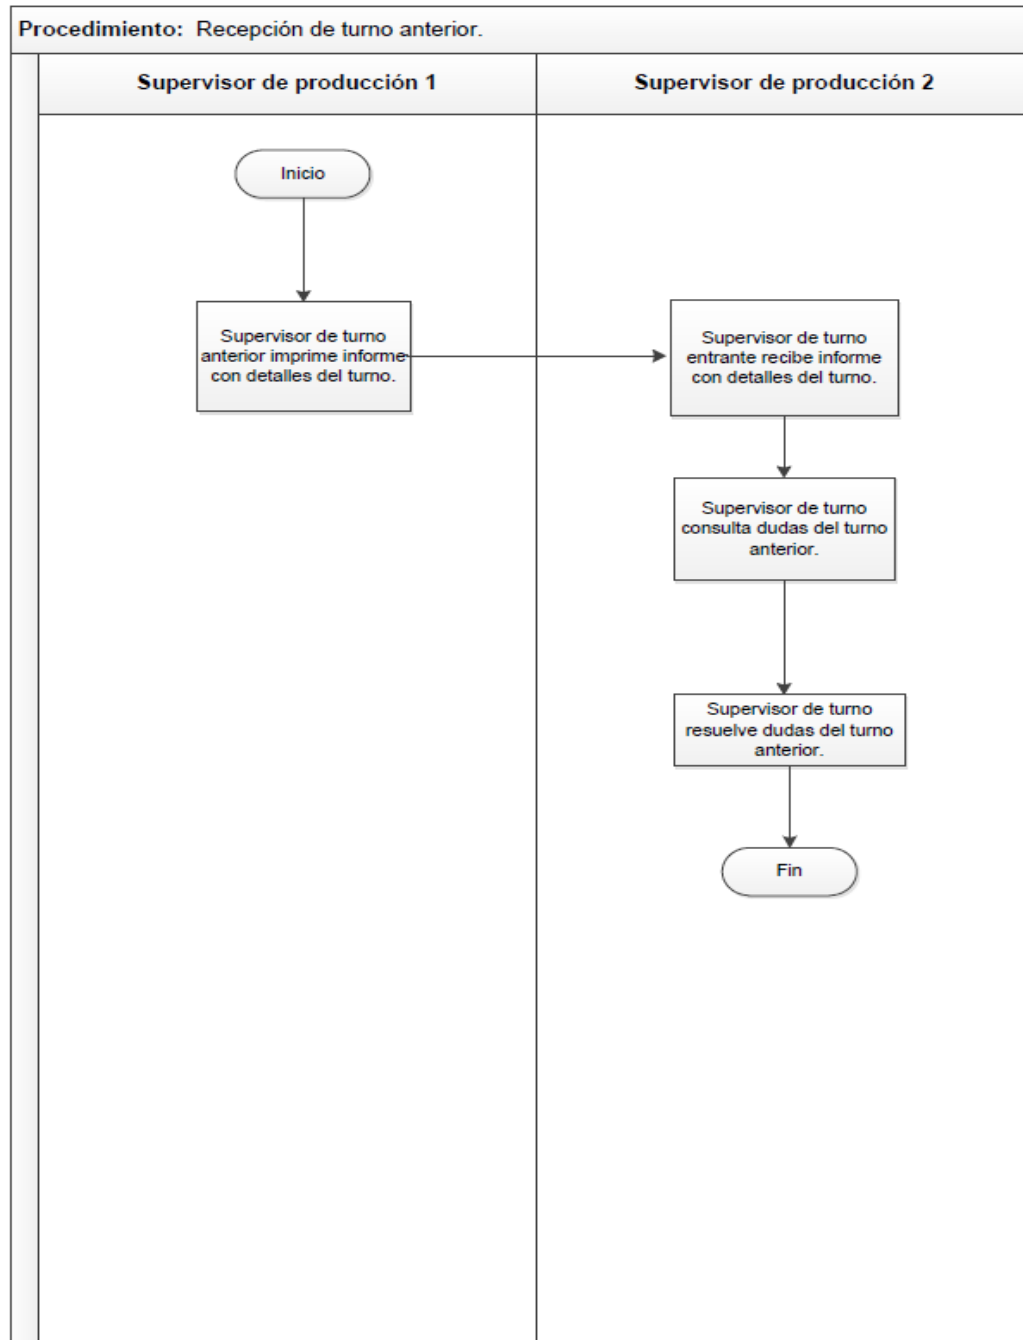 Procedimiento: Recepción de turno anterior.
Supervisor de producción 1
Supervisor de producción 2
Inicio
Supervisor de turno
anterior imprime informe
con detalles del turno.
Supervisor de turno
entrante recibe informe
con detalles del turno.
Supervisor de turno
consulta dudas del turno
anterior.
Supervisor de turno
resuelve dudas del turno
anterior.
Fin